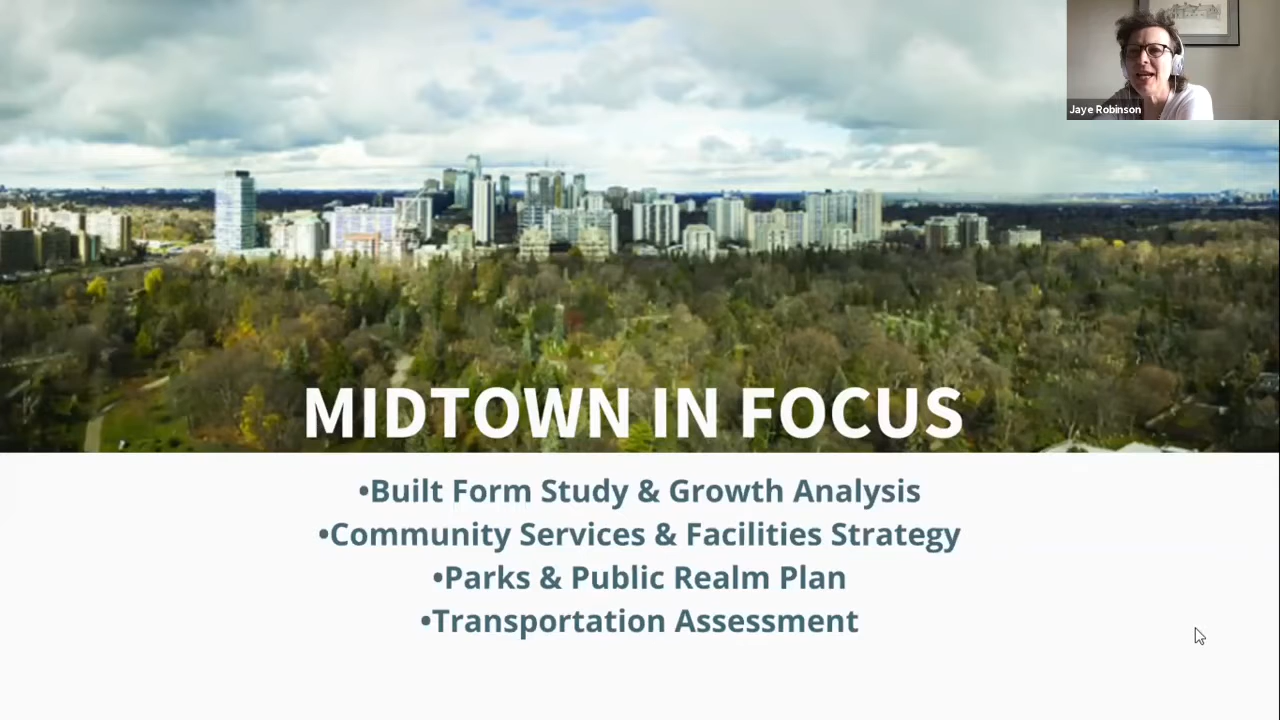 Jaye Robinson
MIDTOWN IN FOCUS
•Built Form Study & Growth Analysis
•Community Services & Facilities Strategy
•Parks & Public Realm Plan
•Transportation Assessment